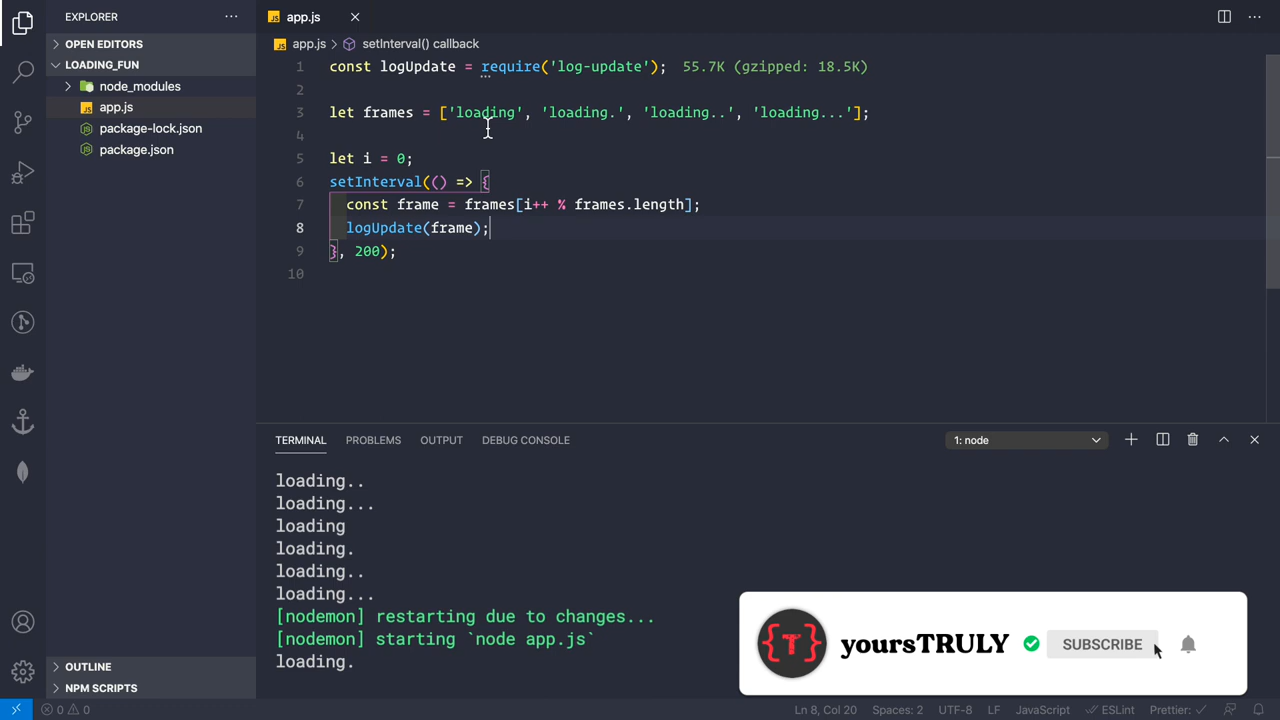 EXPLORER
app.js
OPEN EDITORS
app.js > setInterval() callback
LOADING_FUN
node_modules
app.js
package-lock.json
package.json
1 const logUpdate = require('log-update'); 55.7K (gzipped: 18.5K)
2
3 let frames = ['loading', 'loading.', 'loading..', 'loading...'];
4
5 let i = 0;
6 setInterval(() => {
7 const frame = frames[i++ % frames.length];
8 logUpdate(frame);
9 }, 200);
10
TERMINAL PROBLEMS OUTPUT DEBUG CONSOLE 1: node
loading..
loading...
loading
loading.
loading..
loading...
[nodemon] restarting due to changes...
[nodemon] starting `node app.js`
loading.
{T} yoursTRULY SUBSCRIBE
OUTLINE
NPM SCRIPTS
0 0 Ln 8, Col 20 Spaces: 2 UTF-8 LF JavaScript ESLint Prettier: